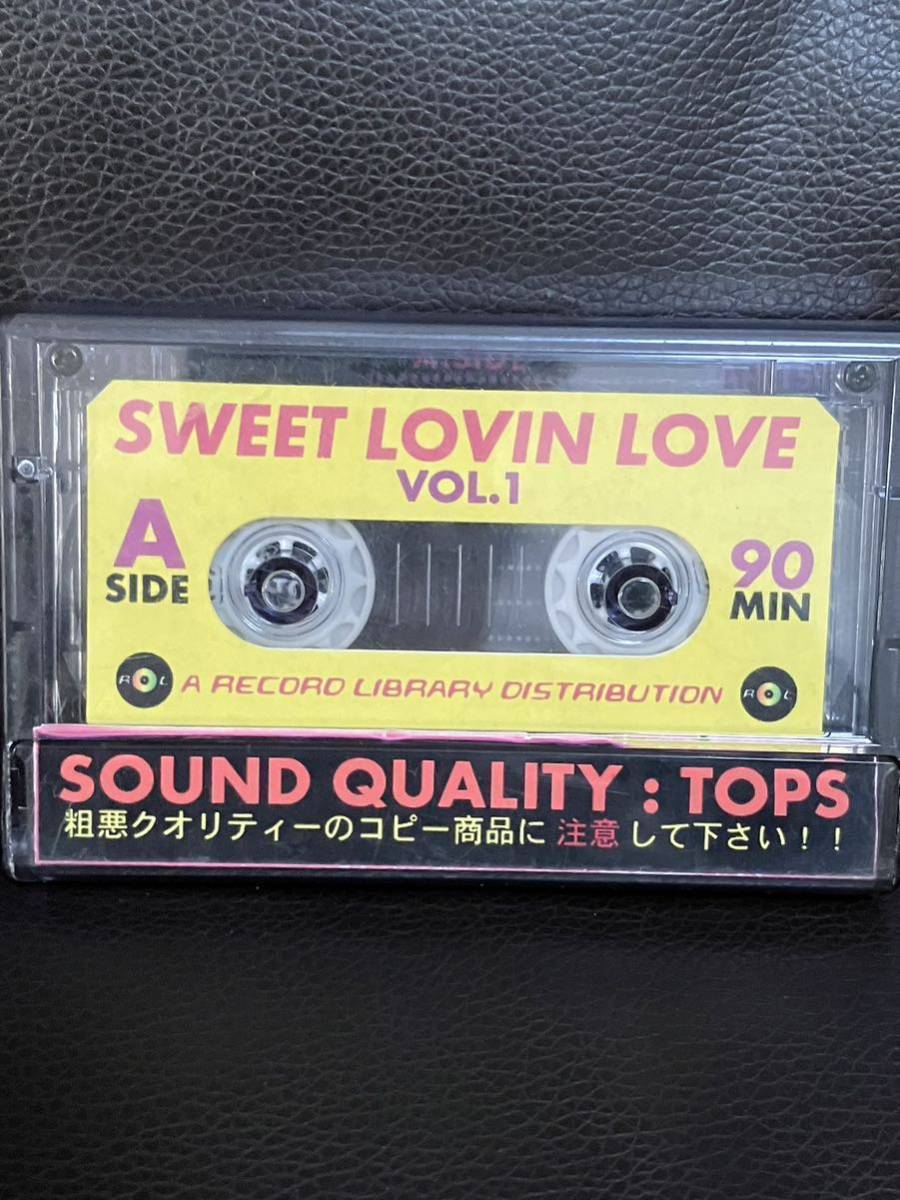 A SIDE
SWEET LOVIN LOVE
VOL.1
A
SIDE
90
MIN
R L A RECORD LIBRARY DISTRIBUTION R L
SOUND QUALITY : TOPS
粗悪クオリティーのコピー商品に 注意 して下さい！！